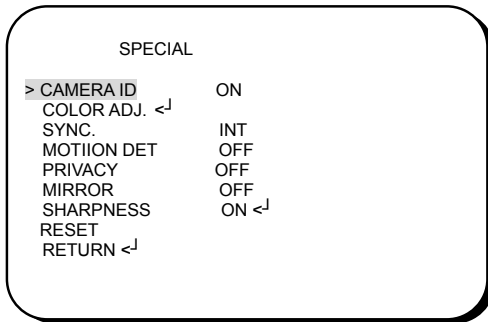 SPECIAL
> CAMERA ID ON
COLOR ADJ. <┘
SYNC. INT
MOTIION DET OFF
PRIVACY OFF
MIRROR OFF
SHARPNESS ON <┘
RESET
RETURN <┘